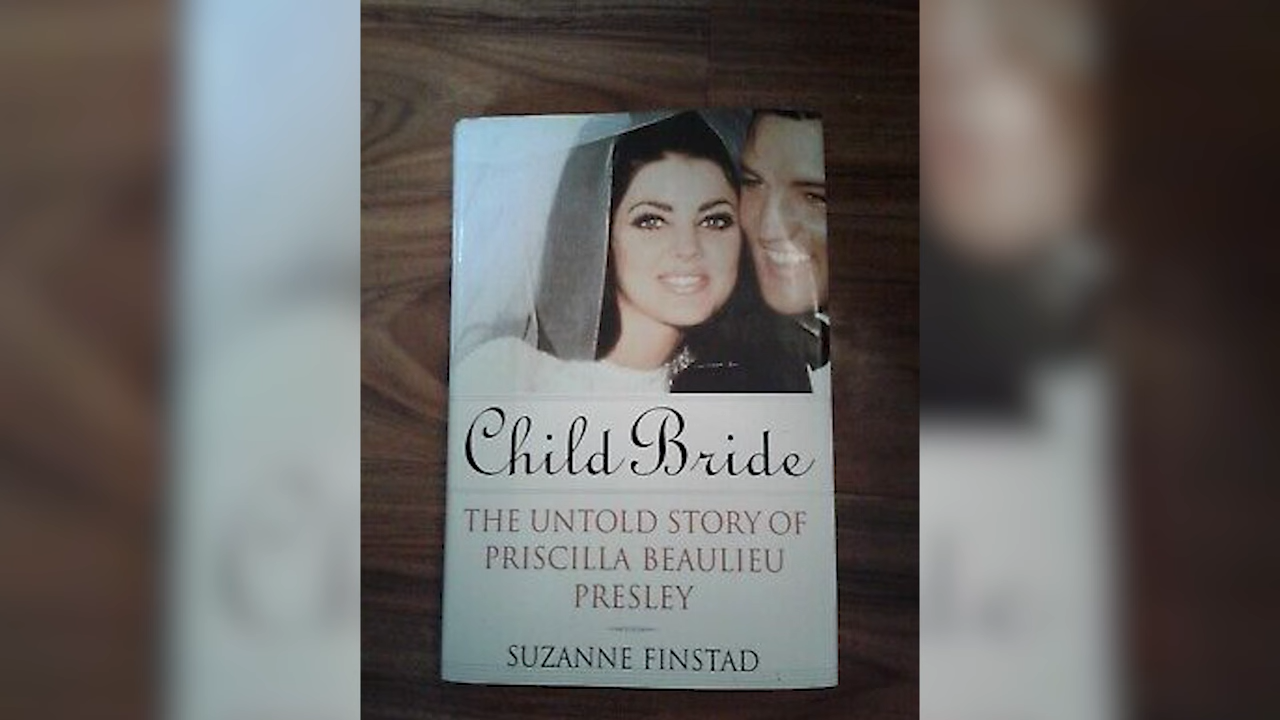 Child Bride
THE UNTOLD STORY OF
PRISCILLA BEAULIEU
PRESLEY
SUZANNE FINSTAD